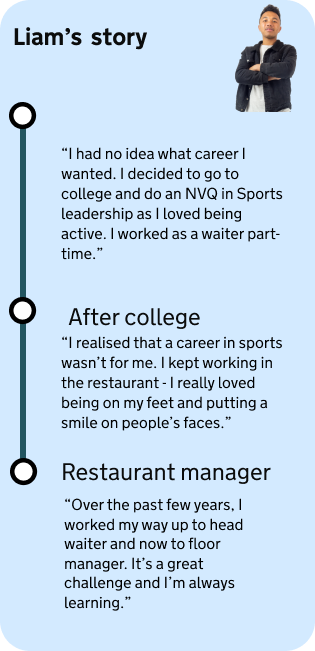 Liam's story
“I had no idea what career I
wanted. I decided to go to
college and do an NVQ in Sports
leadership as I loved being
active. I worked as a waiter part-
time.”
After college
“I realised that a career in sports
wasn't for me. I kept working in
the restaurant - I really loved
being on my feet and putting a
smile on people's faces.”
Restaurant manager
“Over the past few years, I
worked my way up to head
waiter and now to floor
manager. It's a great
challenge and I'm always
learning.”